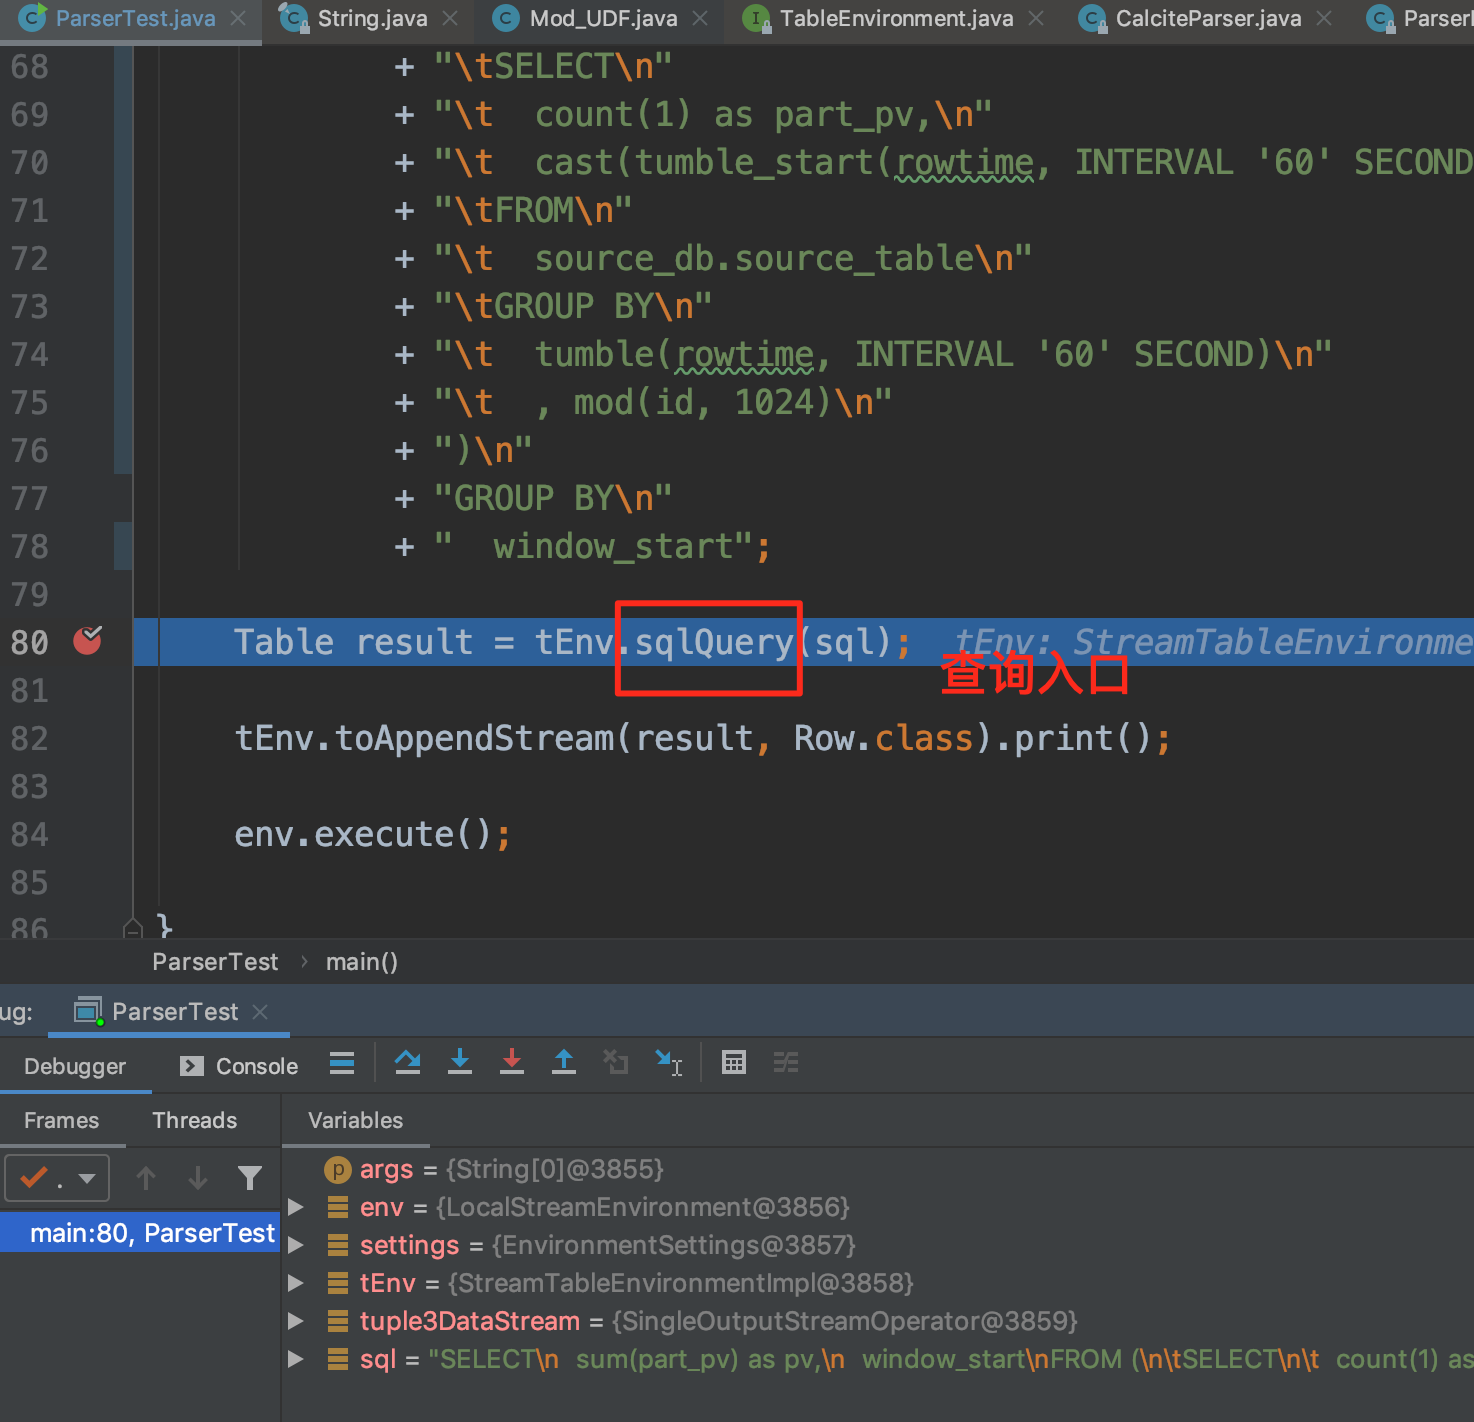 ParserTest.java String.java Mod_UDF.java TableEnvironment.java CalciteParser.java
68 + "\tSELECT\n"
69 + "\t  count(1) as part_pv,\n"
70 + "\t  cast(tumble_start(rowtime, INTERVAL '60' SECOND
71 + "\tFROM\n"
72 + "\t  source_db.source_table\n"
73 + "\tGROUP BY\n"
74 + "\t  tumble(rowtime, INTERVAL '60' SECOND)\n"
75 + "\t  , mod(id, 1024)\n"
76 + ")\n"
77 + "GROUP BY\n"
78 + "  window_start";
79
80 Table result = tEnv.sqlQuery(sql); tEnv: StreamTableEnvironme
查询入口
81
82 tEnv.toAppendStream(result, Row.class).print();
83
84 env.execute();
85
86 }
ParserTest › main()
ug: ParserTest
Debugger Console
Frames Threads Variables
main:80, ParserTest
args = {String[0]@3855}
env = {LocalStreamEnvironment@3856}
settings = {EnvironmentSettings@3857}
tEnv = {StreamTableEnvironmentImpl@3858}
tuple3DataStream = {SingleOutputStreamOperator@3859}
sql = "SELECT\n  sum(part_pv) as pv,\n  window_start\nFROM (\n\tSELECT\n\t  count(1) as